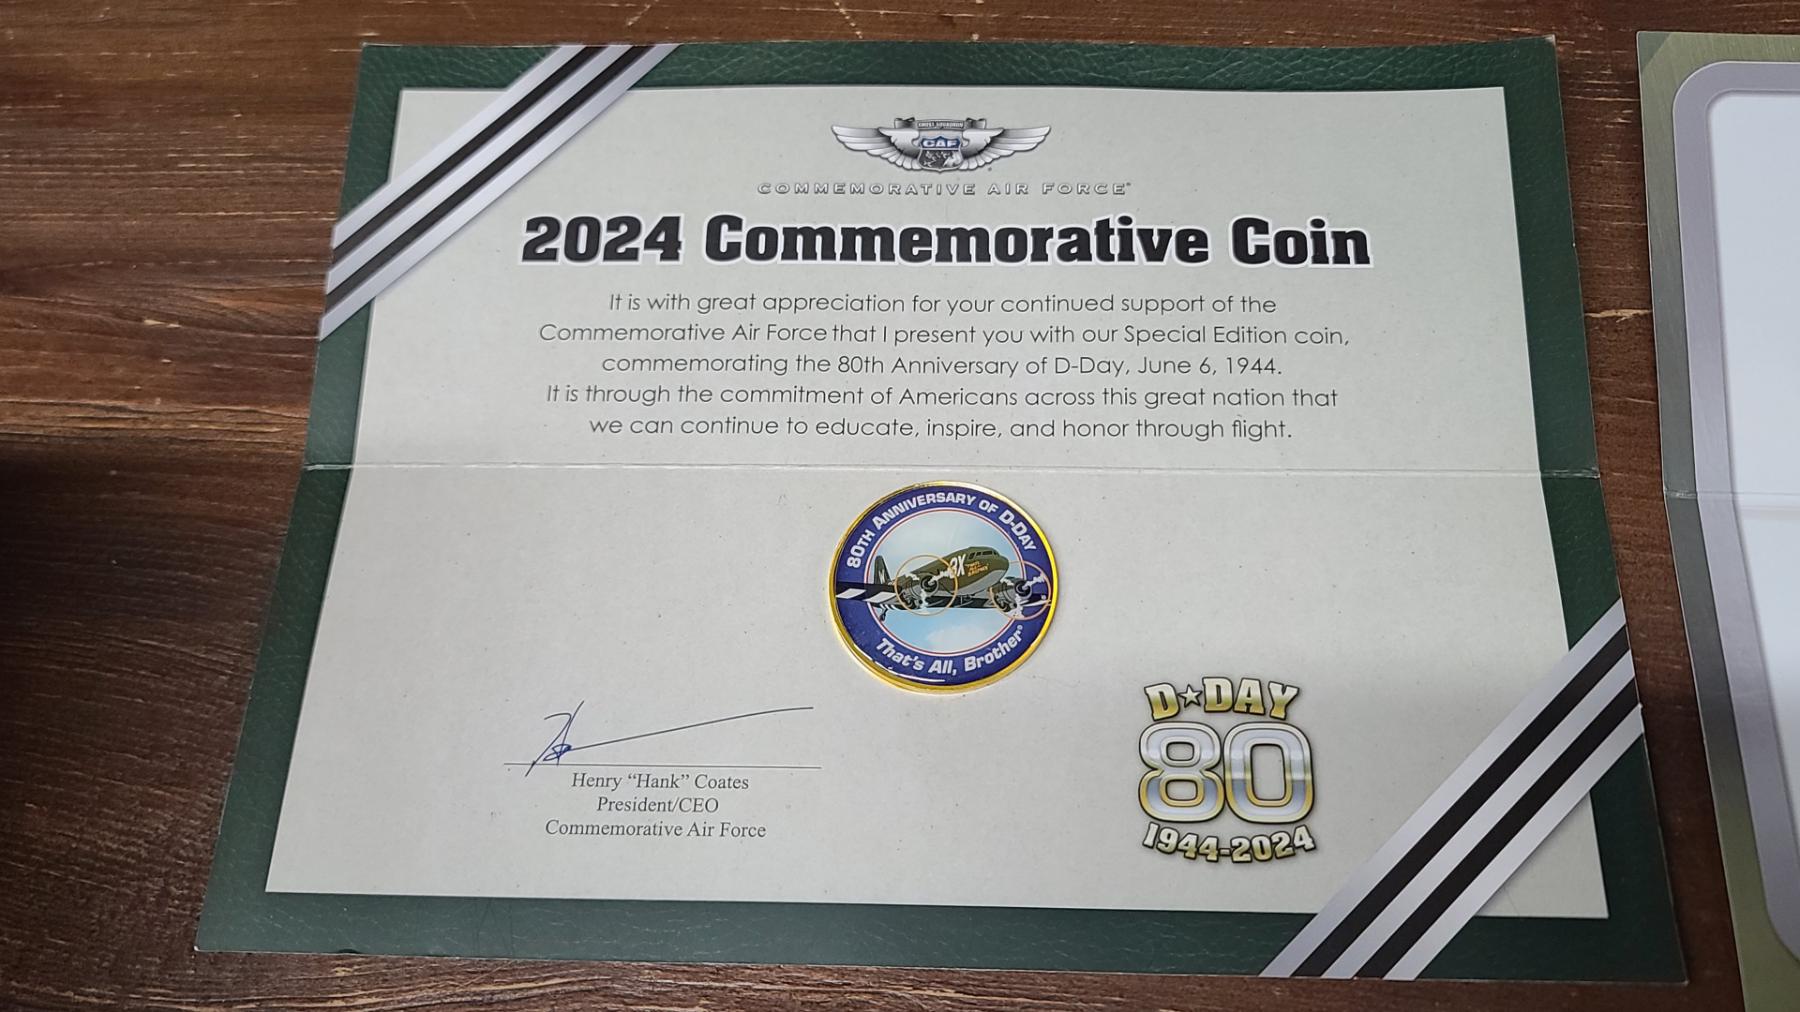 GHOST SQUADRON
CAF
COMMEMORATIVE AIR FORCE®
2024 Commemorative Coin
It is with great appreciation for your continued support of the
Commemorative Air Force that I present you with our Special Edition coin,
commemorating the 80th Anniversary of D-Day, June 6, 1944.
It is through the commitment of Americans across this great nation that
we can continue to educate, inspire, and honor through flight.
80TH ANNIVERSARY OF D-DAY
That's All, Brother®
Henry “Hank” Coates
President/CEO
Commemorative Air Force
D★DAY
80
1944-2024